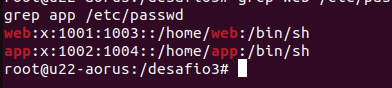 grep app /etc/passwd
web:x:1001:1003::/home/web:/bin/sh
app:x:1002:1004::/home/app:/bin/sh
root@u22-aorus:/desafio3#